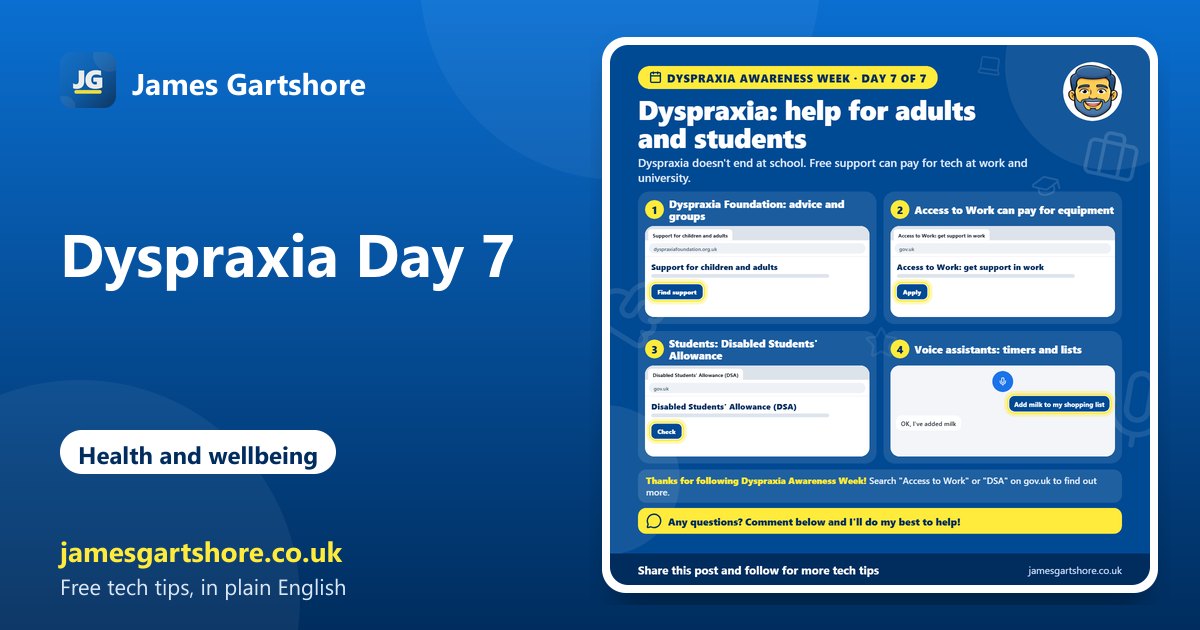 JG
James Gartshore
Dyspraxia Day 7
Health and wellbeing
jamesgartshore.co.uk
Free tech tips, in plain English
DYSPRAXIA AWARENESS WEEK · DAY 7 OF 7
Dyspraxia: help for adults
and students
Dyspraxia doesn't end at school. Free support can pay for tech at work and
university.
1
Dyspraxia Foundation: advice and
groups
Support for children and adults
dyspraxiafoundation.org.uk
Support for children and adults
Find support
2
Access to Work can pay for equipment
Access to Work: get support in work
gov.uk
Access to Work: get support in work
Apply
3
Students: Disabled Students'
Allowance
Disabled Students' Allowance (DSA)
gov.uk
Disabled Students' Allowance (DSA)
Check
4
Voice assistants: timers and lists
Add milk to my shopping list
OK, I've added milk
Thanks for following Dyspraxia Awareness Week! Search "Access to Work" or "DSA" on gov.uk to find out
more.
Any questions? Comment below and I'll do my best to help!
Share this post and follow for more tech tips
jamesgartshore.co.uk